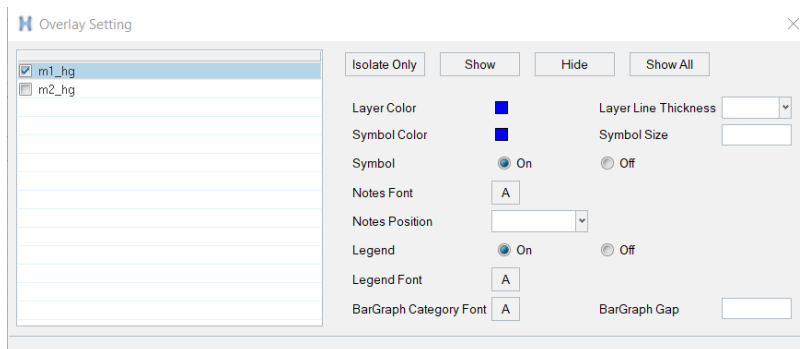 Overlay Setting
m1_hg
m2_hg
Isolate Only Show Hide Show All
Layer Color Layer Line Thickness
Symbol Color Symbol Size
Symbol On Off
Notes Font A
Notes Position
Legend On Off
Legend Font A
BarGraph Category Font A BarGraph Gap